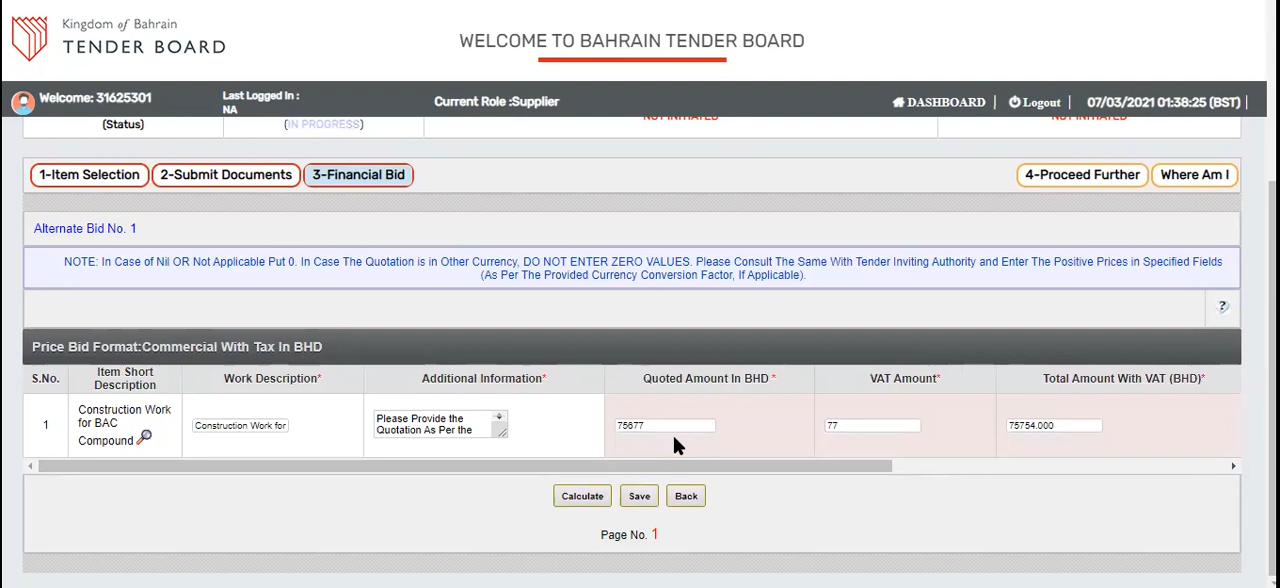 Kingdom of Bahrain
TENDER BOARD
WELCOME TO BAHRAIN TENDER BOARD
Welcome: 31625301
Last Logged In :
NA
Current Role :Supplier
DASHBOARD |
Logout |
07/03/2021 01:38:25 (BST) |
(Status)
(IN PROGRESS)
NOT INITIATED
NOT INITIATED
1-Item Selection
2-Submit Documents
3-Financial Bid
4-Proceed Further
Where Am I
Alternate Bid No. 1
NOTE: In Case of Nil OR Not Applicable Put 0. In Case The Quotation is in Other Currency, DO NOT ENTER ZERO VALUES. Please Consult The Same With Tender Inviting Authority and Enter The Positive Prices in Specified Fields
(As Per The Provided Currency Conversion Factor, If Applicable).
?
Price Bid Format:Commercial With Tax In BHD
S.No.
Item Short
Description
Work Description*
Additional Information*
Quoted Amount In BHD *
VAT Amount*
Total Amount With VAT (BHD)*
1
Construction Work
for BAC
Compound
Construction Work for
Please Provide the
Quotation As Per the
75677
77
75754.000
Calculate
Save
Back
Page No. 1